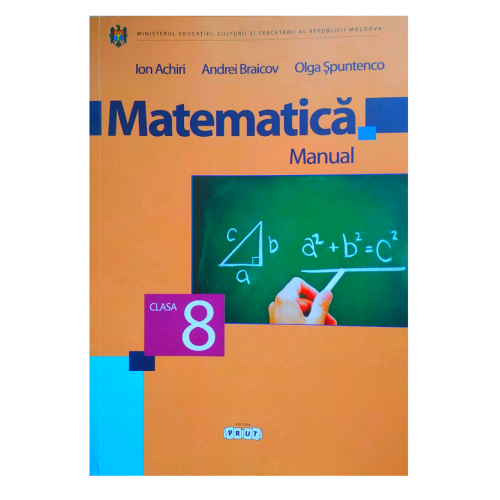 MINISTERUL EDUCAȚIEI, CULTURII ȘI CERCETĂRII AL REPUBLICII MOLDOVA
Ion Achiri Andrei Braicov Olga Șpuntenco
Matematică
Manual
c b
a
a² + b² = c²
CLASA
8
EDITURA
PRUT